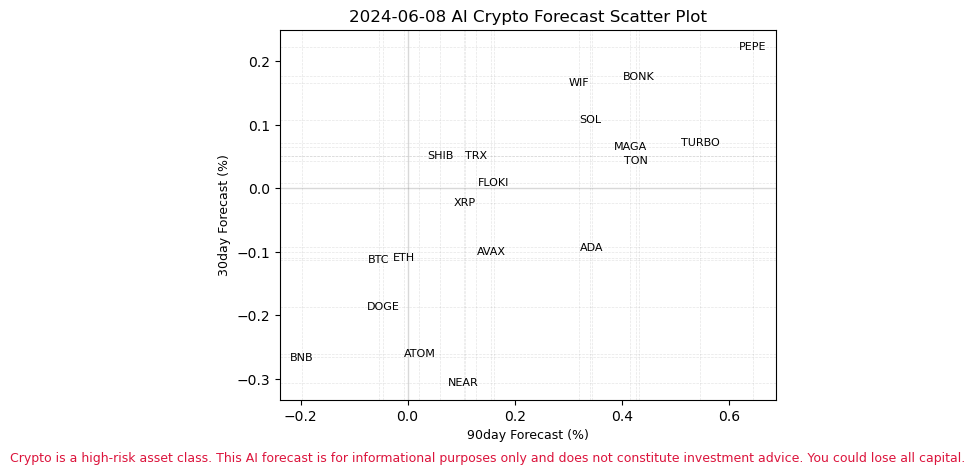 2024-06-08 AI Crypto Forecast Scatter Plot
PEPE
0.2
BONK
WIF
SOL
0.1
TURBO
MAGA
TON
SHIB TRX
FLOKI
0.0
XRP
30day Forecast (%)
ADA
AVAX
−0.1
ETH
BTC
DOGE
−0.2
ATOM
BNB
−0.3
NEAR
−0.2 0.0 0.2 0.4 0.6
90day Forecast (%)
Crypto is a high-risk asset class. This AI forecast is for informational purposes only and does not constitute investment advice. You could lose all capital.